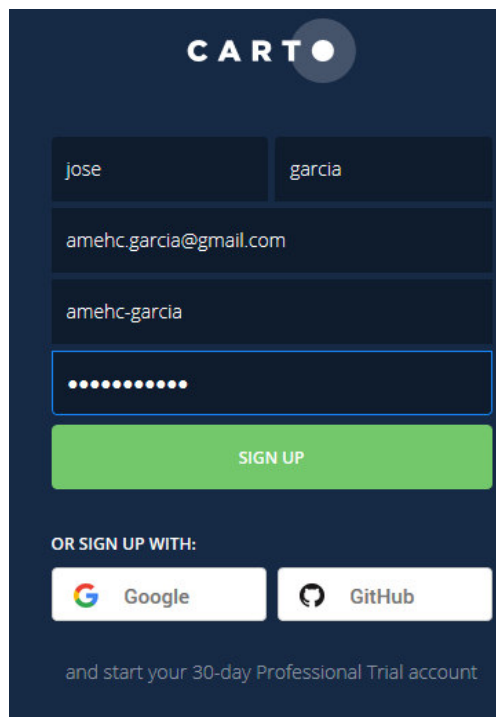 CARTO
jose garcia
amehc.garcia@gmail.com
amehc-garcia
•••••••••••
SIGN UP
OR SIGN UP WITH:
Google GitHub
and start your 30-day Professional Trial account